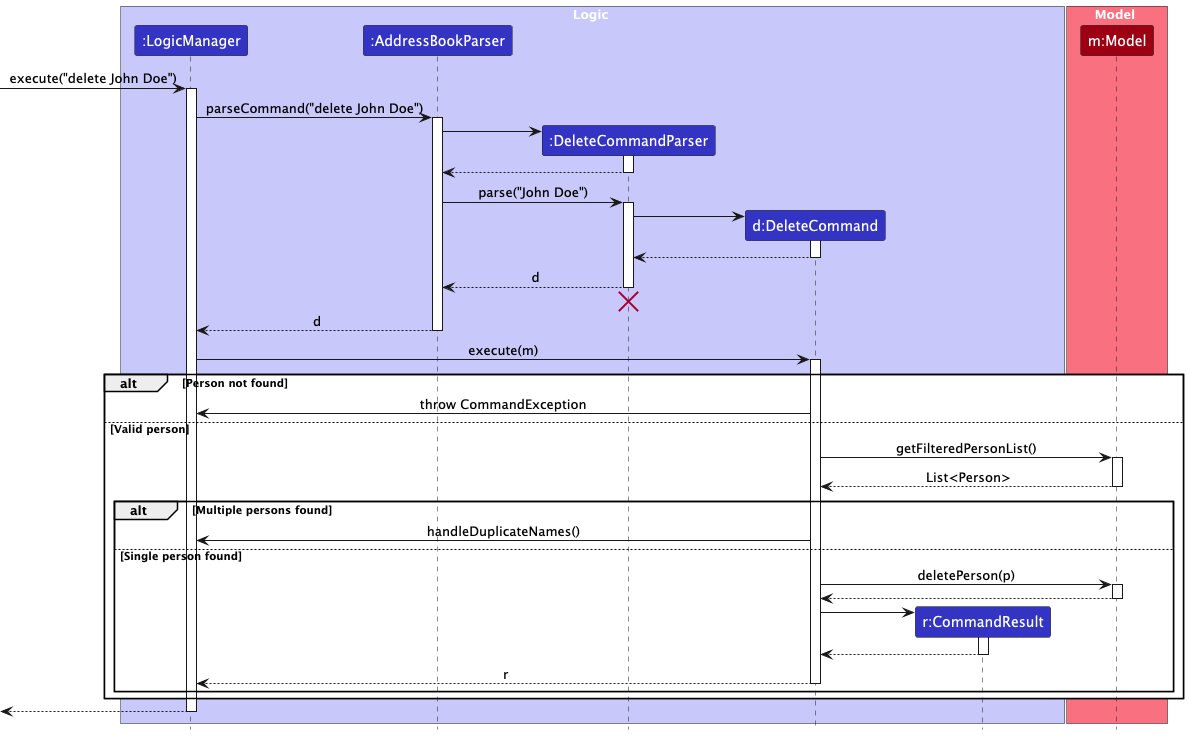 Logic
Model
:LogicManager
:AddressBookParser
m:Model
execute("delete John Doe")
parseCommand("delete John Doe")
:DeleteCommandParser
parse("John Doe")
d:DeleteCommand
d
d
execute(m)
alt
[Person not found]
throw CommandException
[Valid person]
getFilteredPersonList()
List<Person>
alt
[Multiple persons found]
handleDuplicateNames()
[Single person found]
deletePerson(p)
r:CommandResult
r